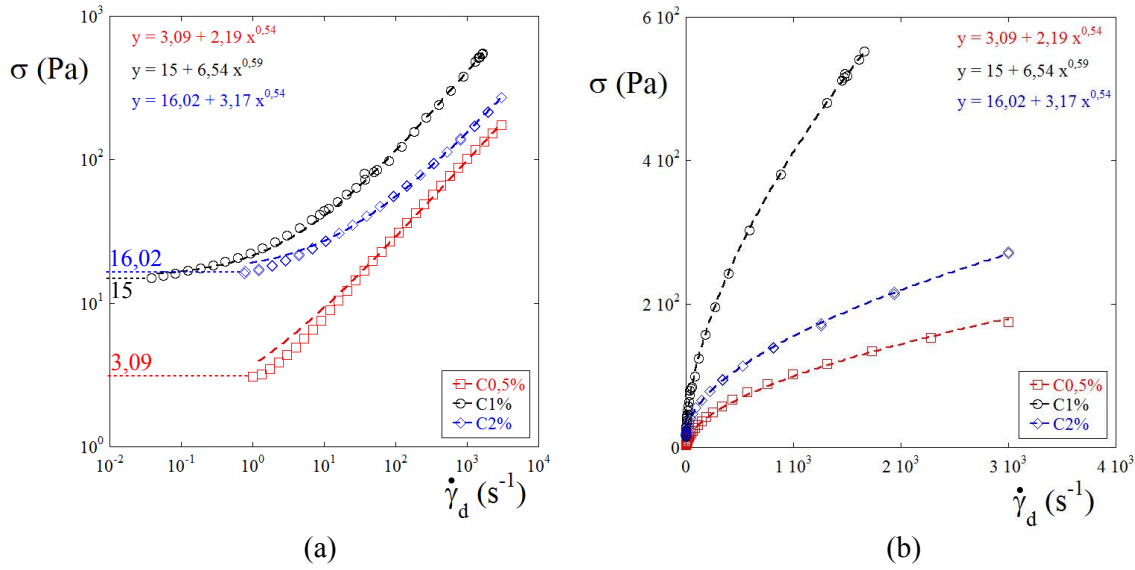 10³
y = 3,09 + 2,19 x^0,54
σ (Pa)
y = 15 + 6,54 x^0,59
y = 16,02 + 3,17 x^0,54
10²
16,02
15
10¹
3,09
C0,5%
C1%
C2%
10⁰
10⁻² 10⁻¹ 10⁰ 10¹ 10² 10³ 10⁴
γ̇d (s⁻¹)
(a)
6 10²
y = 3,09 + 2,19 x^0,54
σ (Pa)
y = 15 + 6,54 x^0,59
y = 16,02 + 3,17 x^0,54
4 10²
2 10²
C0,5%
C1%
C2%
0
0 1 10³ 2 10³ 3 10³ 4 10³
γ̇d (s⁻¹)
(b)